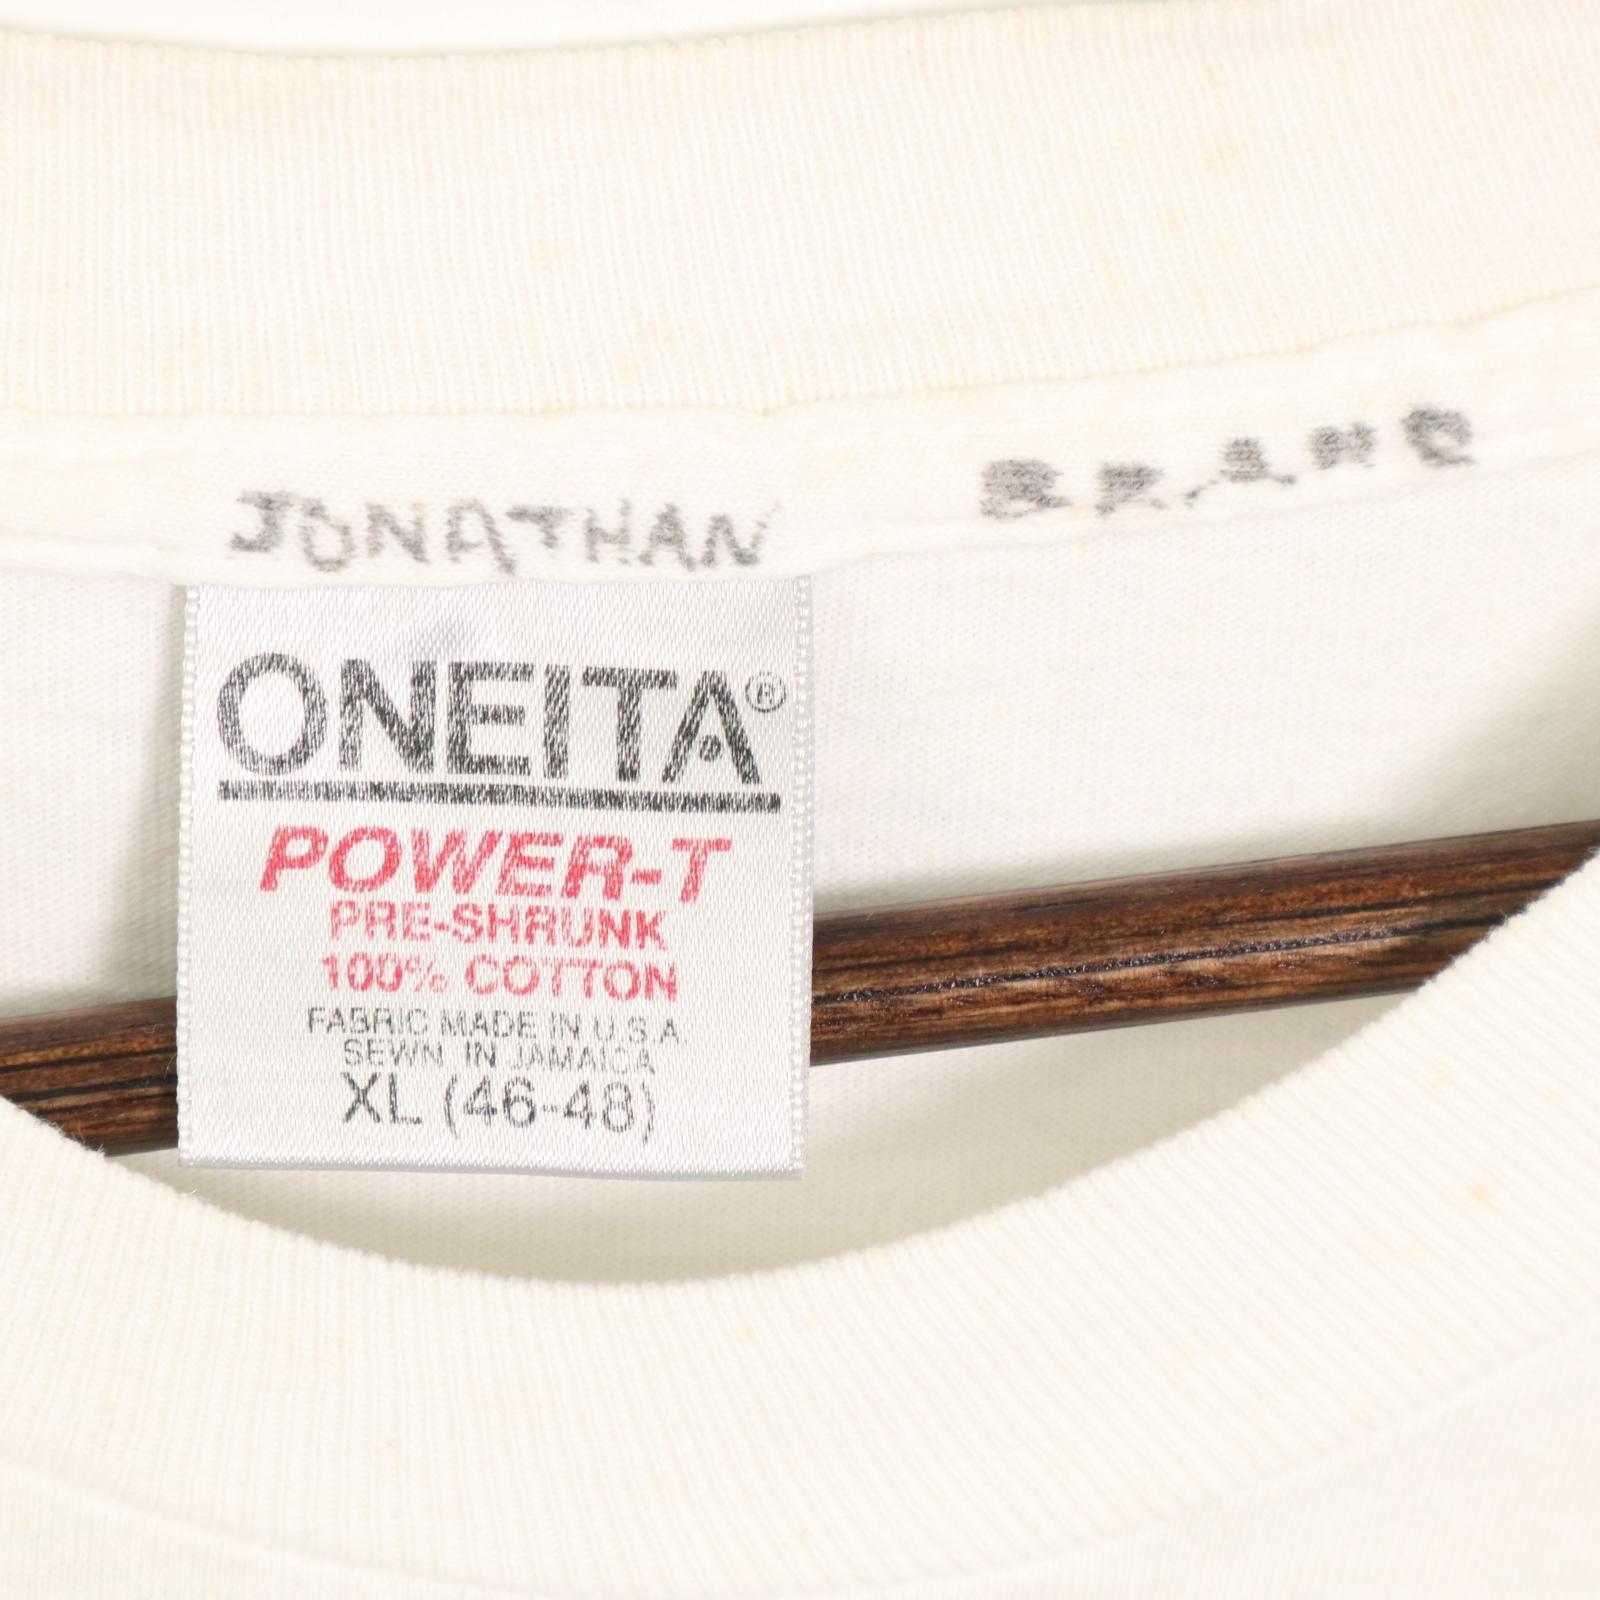 JONATHAN
ONEITA®
POWER-T
PRE-SHRUNK
100% COTTON
FABRIC MADE IN U.S.A.
SEWN IN JAMAICA
XL (46-48)